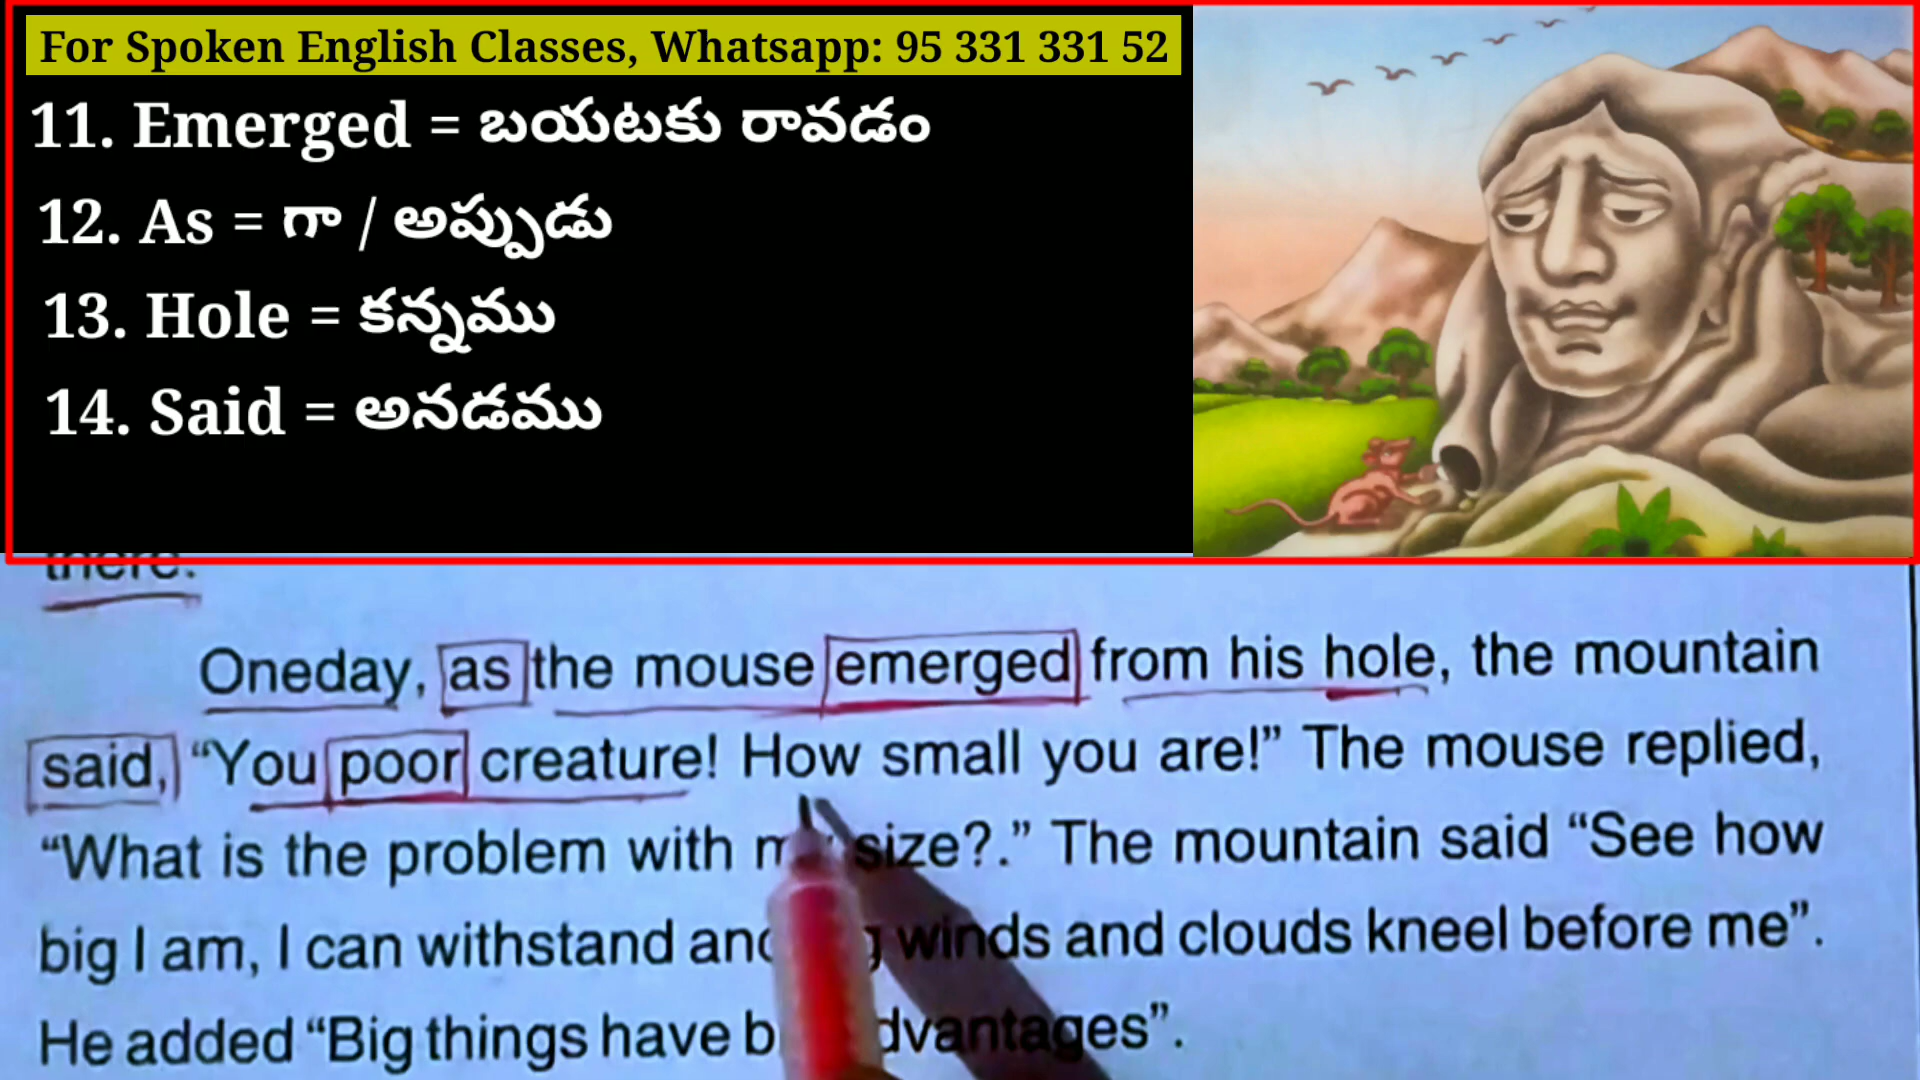 For Spoken English Classes, Whatsapp: 95 331 331 52
11. Emerged = బయటకు రావడం
12. As = గా / అప్పుడు
13. Hole = కన్నము
14. Said = అనడము
there.
Oneday, as the mouse emerged from his hole, the mountain
said, “You poor creature! How small you are!” The mouse replied,
“What is the problem with size?.” The mountain said “See how
big I am, I can withstand winds and clouds kneel before me”.
He added “Big things have